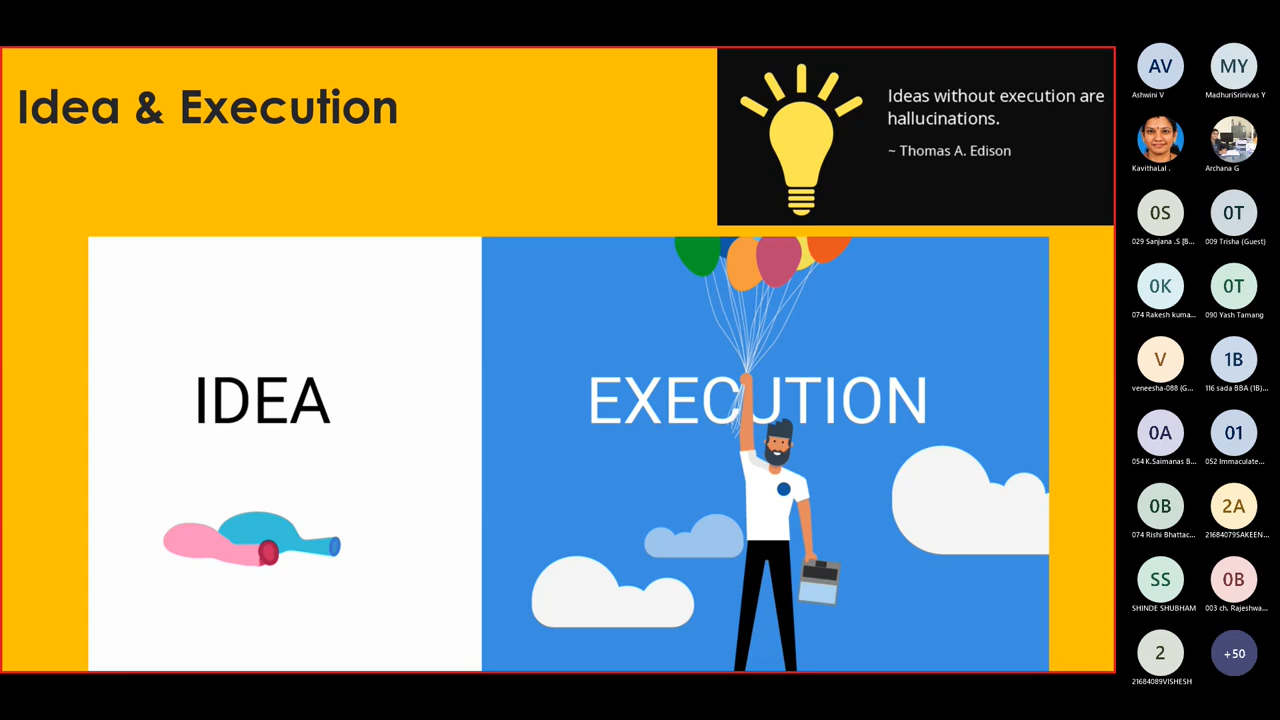 Idea & Execution
Ideas without execution are
hallucinations.
~ Thomas A. Edison
IDEA
EXECUTION
AV
MY
Ashwini V
MadhuriSrinivas Y
KavithaLal .
Archana G
0S
0T
029 Sanjana .S [B...
009 Trisha (Guest)
0K
0T
074 Rakesh kuma...
090 Yash Tamang
V
1B
veneesha-088 (G...
116 sada BBA (1B)...
0A
01
054 K.Saimanas B...
052 Immaculate...
0B
2A
074 Rishi Bhattac...
21684079SAKEEN...
SS
0B
SHINDE SHUBHAM
003 ch. Rajeshwa...
2
+50
21684089VISHESH